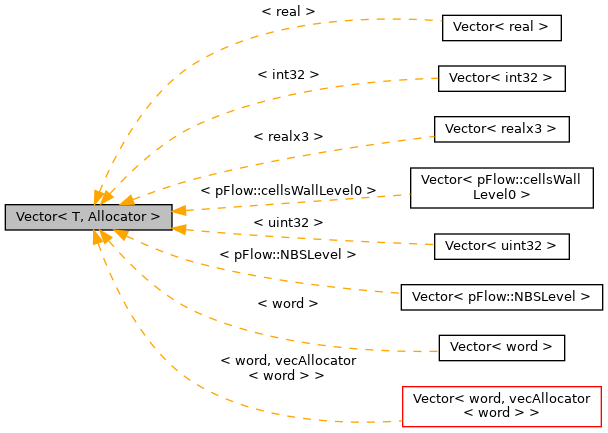 < real >
Vector< real >
< int32 >
Vector< int32 >
< realx3 >
Vector< realx3 >
< pFlow::cellsWallLevel0 >
Vector< pFlow::cellsWall
Level0 >
Vector< T, Allocator >
< uint32 >
Vector< uint32 >
< pFlow::NBSLevel >
Vector< pFlow::NBSLevel >
< word >
Vector< word >
< word, vecAllocator
< word > >
Vector< word, vecAllocator
< word > >